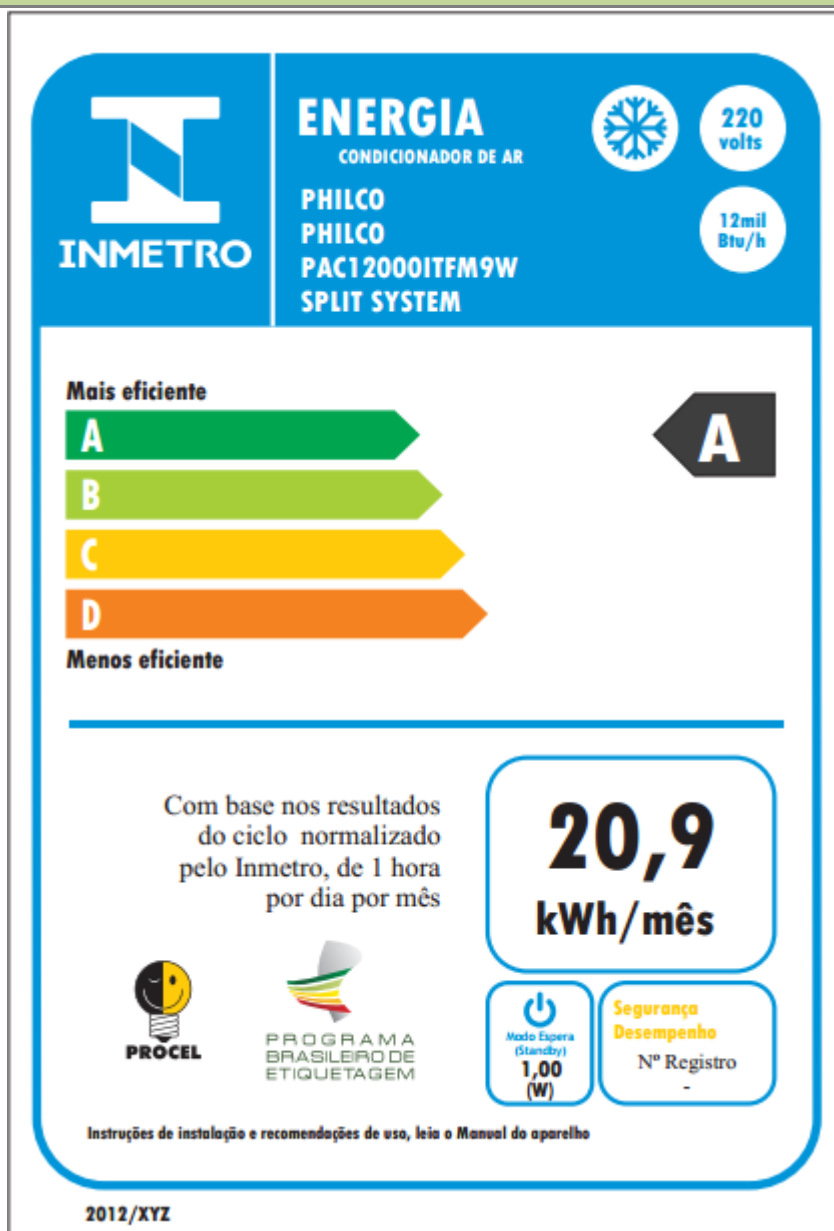 INMETRO
ENERGIA
CONDICIONADOR DE AR
220
volts
12mil
Btu/h
PHILCO
PHILCO
PAC12000ITFM9W
SPLIT SYSTEM
Mais eficiente
A
A
B
C
D
Menos eficiente
Com base nos resultados
do ciclo normalizado
pelo Inmetro, de 1 hora
por dia por mês
20,9
kWh/mês
PROCEL
PROGRAMA
BRASILEIRO DE
ETIQUETAGEM
Modo Espera
(Standby)
1,00
(W)
Segurança
Desempenho
Nº Registro
-
Instruções de instalação e recomendações de uso, leia o Manual do aparelho
2012/XYZ